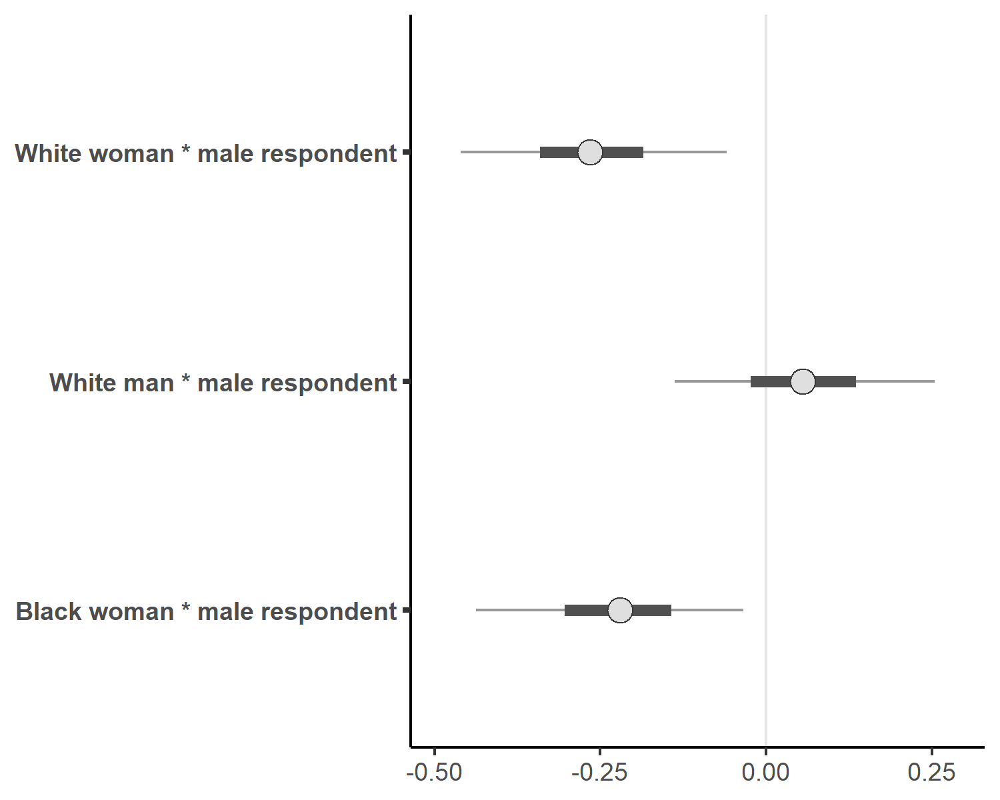 White woman * male respondent
White man * male respondent
Black woman * male respondent
-0.50 -0.25 0.00 0.25